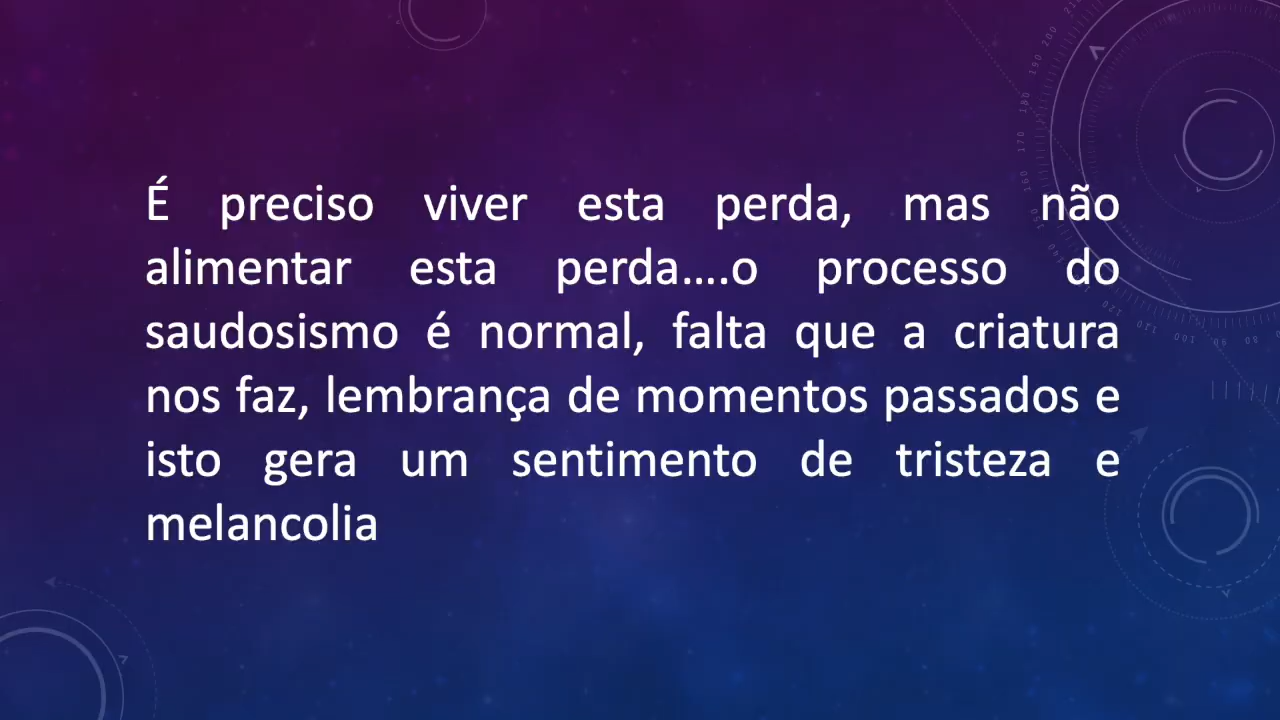 É preciso viver esta perda, mas não
alimentar esta perda....o processo do
saudosismo é normal, falta que a criatura
nos faz, lembrança de momentos passados e
isto gera um sentimento de tristeza e
melancolia